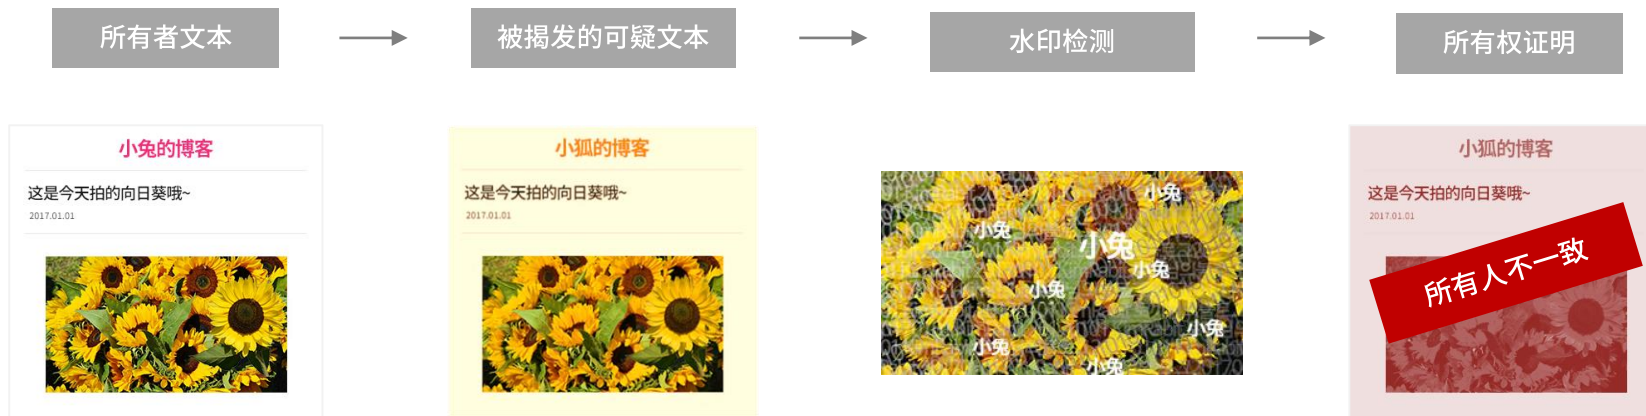 所有者文本
被揭发的可疑文本
水印检测
所有权证明
小兔的博客
这是今天拍的向日葵哦~
2017.01.01
小狐的博客
这是今天拍的向日葵哦~
2017.01.01
小兔
小兔
小兔
小兔
小兔
小兔
小兔
小兔
小狐的博客
这是今天拍的向日葵哦~
2017.01.01
所有人不一致